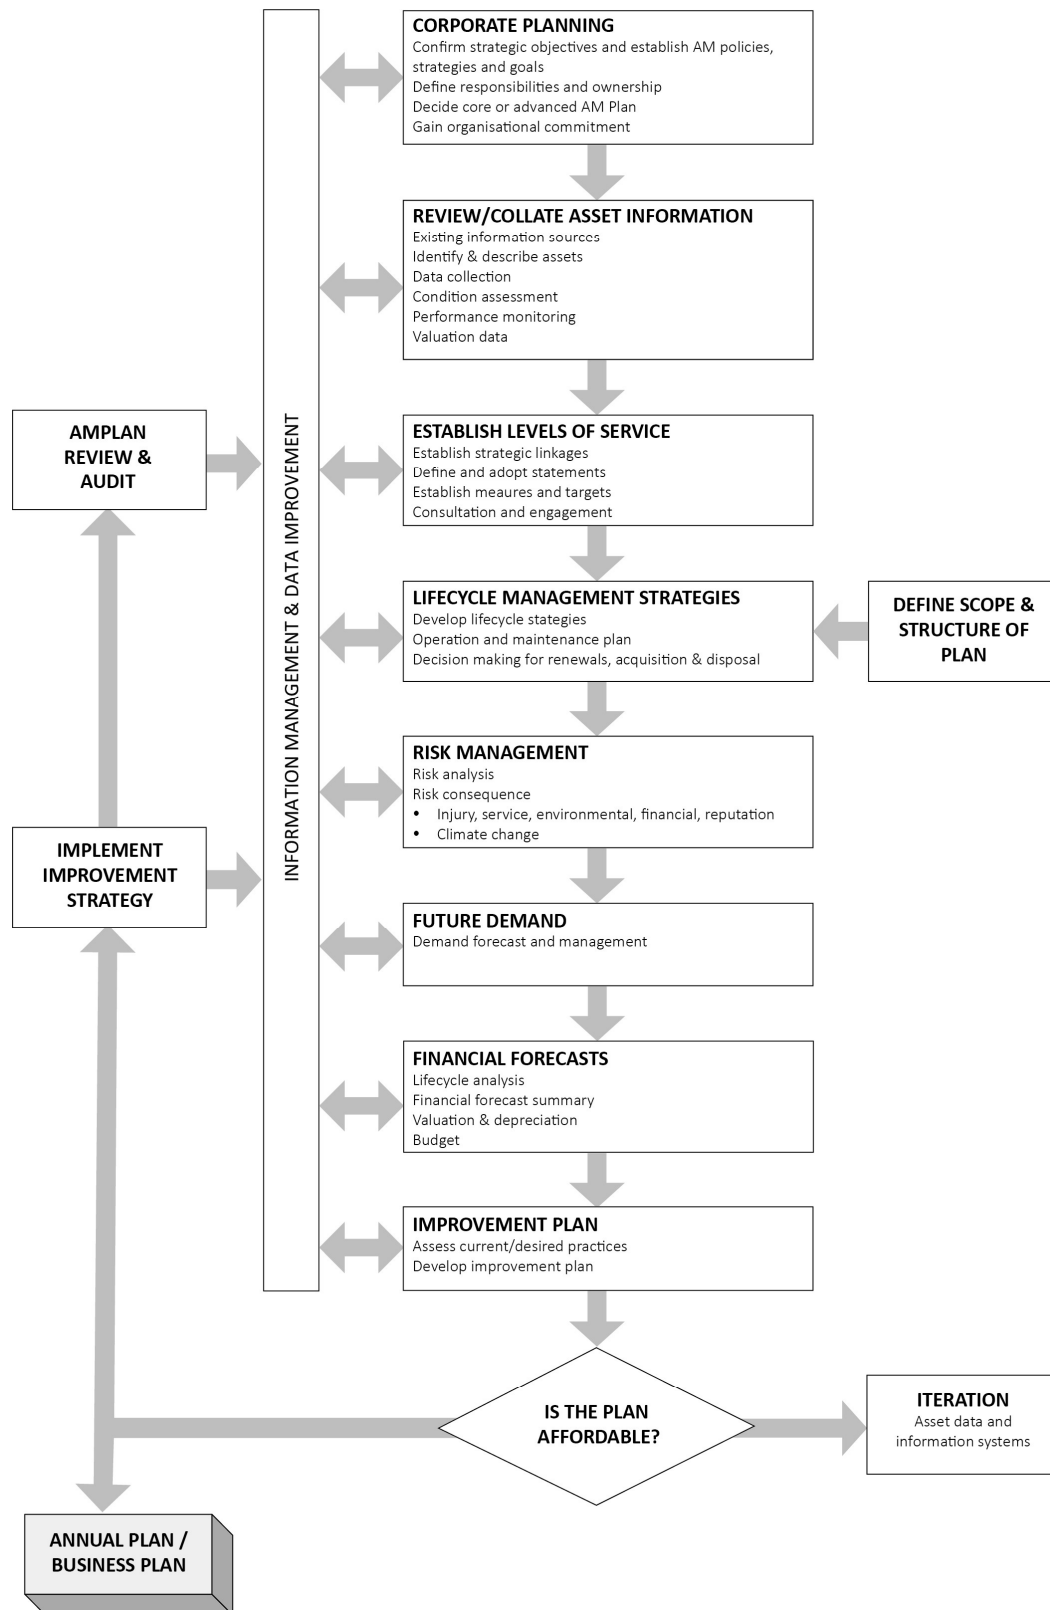 CORPORATE PLANNING
Confirm strategic objectives and establish AM policies,
strategies and goals
Define responsibilities and ownership
Decide core or advanced AM Plan
Gain organisational commitment
REVIEW/COLLATE ASSET INFORMATION
Existing information sources
Identify & describe assets
Data collection
Condition assessment
Performance monitoring
Valuation data
INFORMATION MANAGEMENT & DATA IMPROVEMENT
AMPLAN
REVIEW &
AUDIT
ESTABLISH LEVELS OF SERVICE
Establish strategic linkages
Define and adopt statements
Establish meaures and targets
Consultation and engagement
LIFECYCLE MANAGEMENT STRATEGIES
Develop lifecycle stategies
Operation and maintenance plan
Decision making for renewals, acquisition & disposal
DEFINE SCOPE &
STRUCTURE OF
PLAN
RISK MANAGEMENT
Risk analysis
Risk consequence
• Injury, service, environmental, financial, reputation
• Climate change
IMPLEMENT
IMPROVEMENT
STRATEGY
FUTURE DEMAND
Demand forecast and management
FINANCIAL FORECASTS
Lifecycle analysis
Financial forecast summary
Valuation & depreciation
Budget
IMPROVEMENT PLAN
Assess current/desired practices
Develop improvement plan
IS THE PLAN
AFFORDABLE?
ITERATION
Asset data and
information systems
ANNUAL PLAN /
BUSINESS PLAN